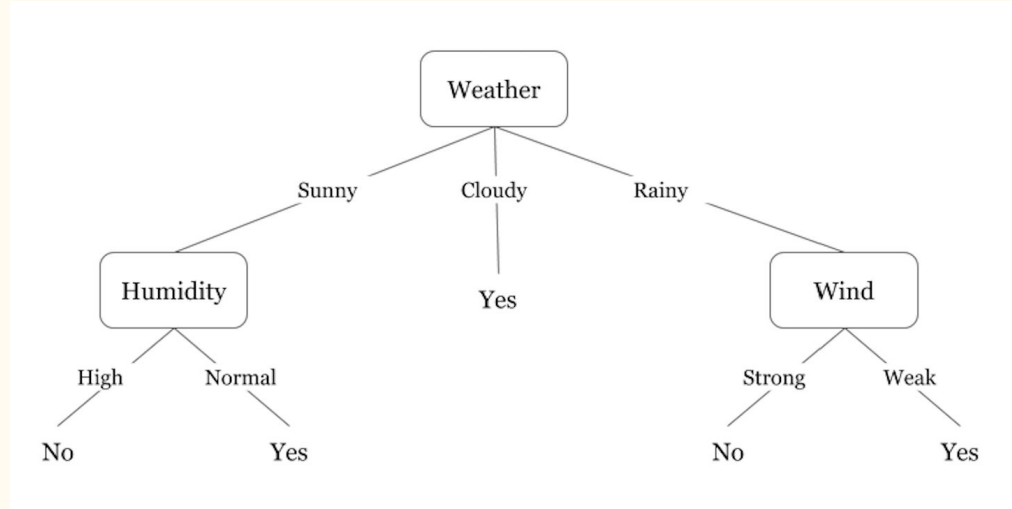 Weather
Sunny Cloudy Rainy
Humidity Yes Wind
High Normal Strong Weak
No Yes No Yes